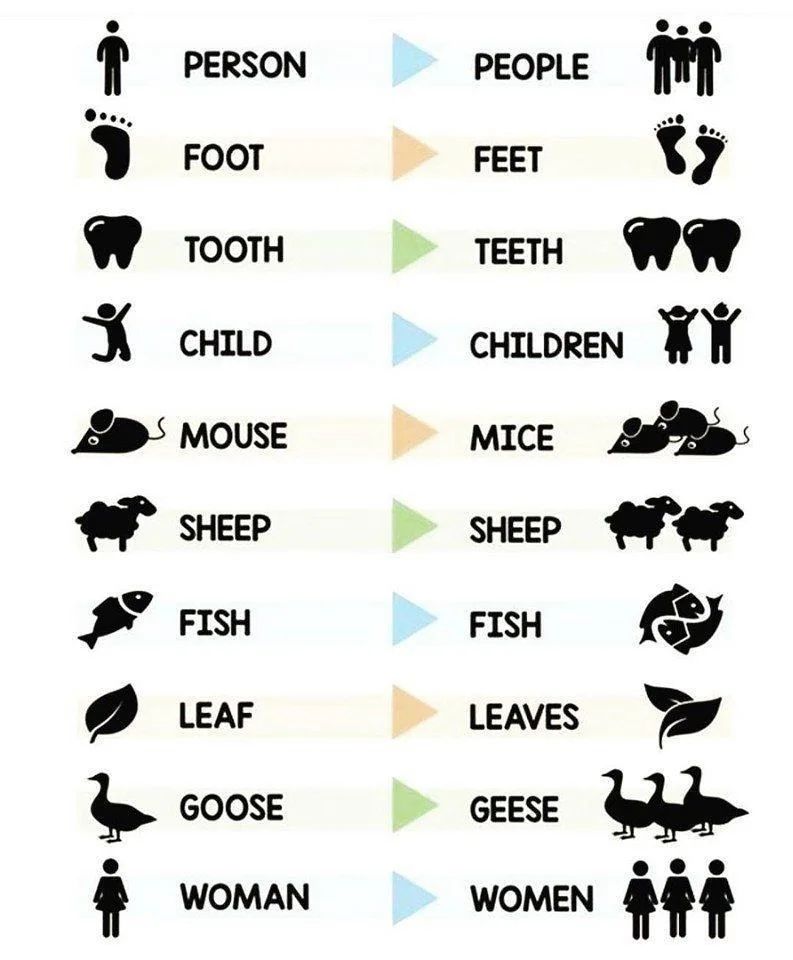 PERSON PEOPLE
FOOT FEET
TOOTH TEETH
CHILD CHILDREN
MOUSE MICE
SHEEP SHEEP
FISH FISH
LEAF LEAVES
GOOSE GEESE
WOMAN WOMEN